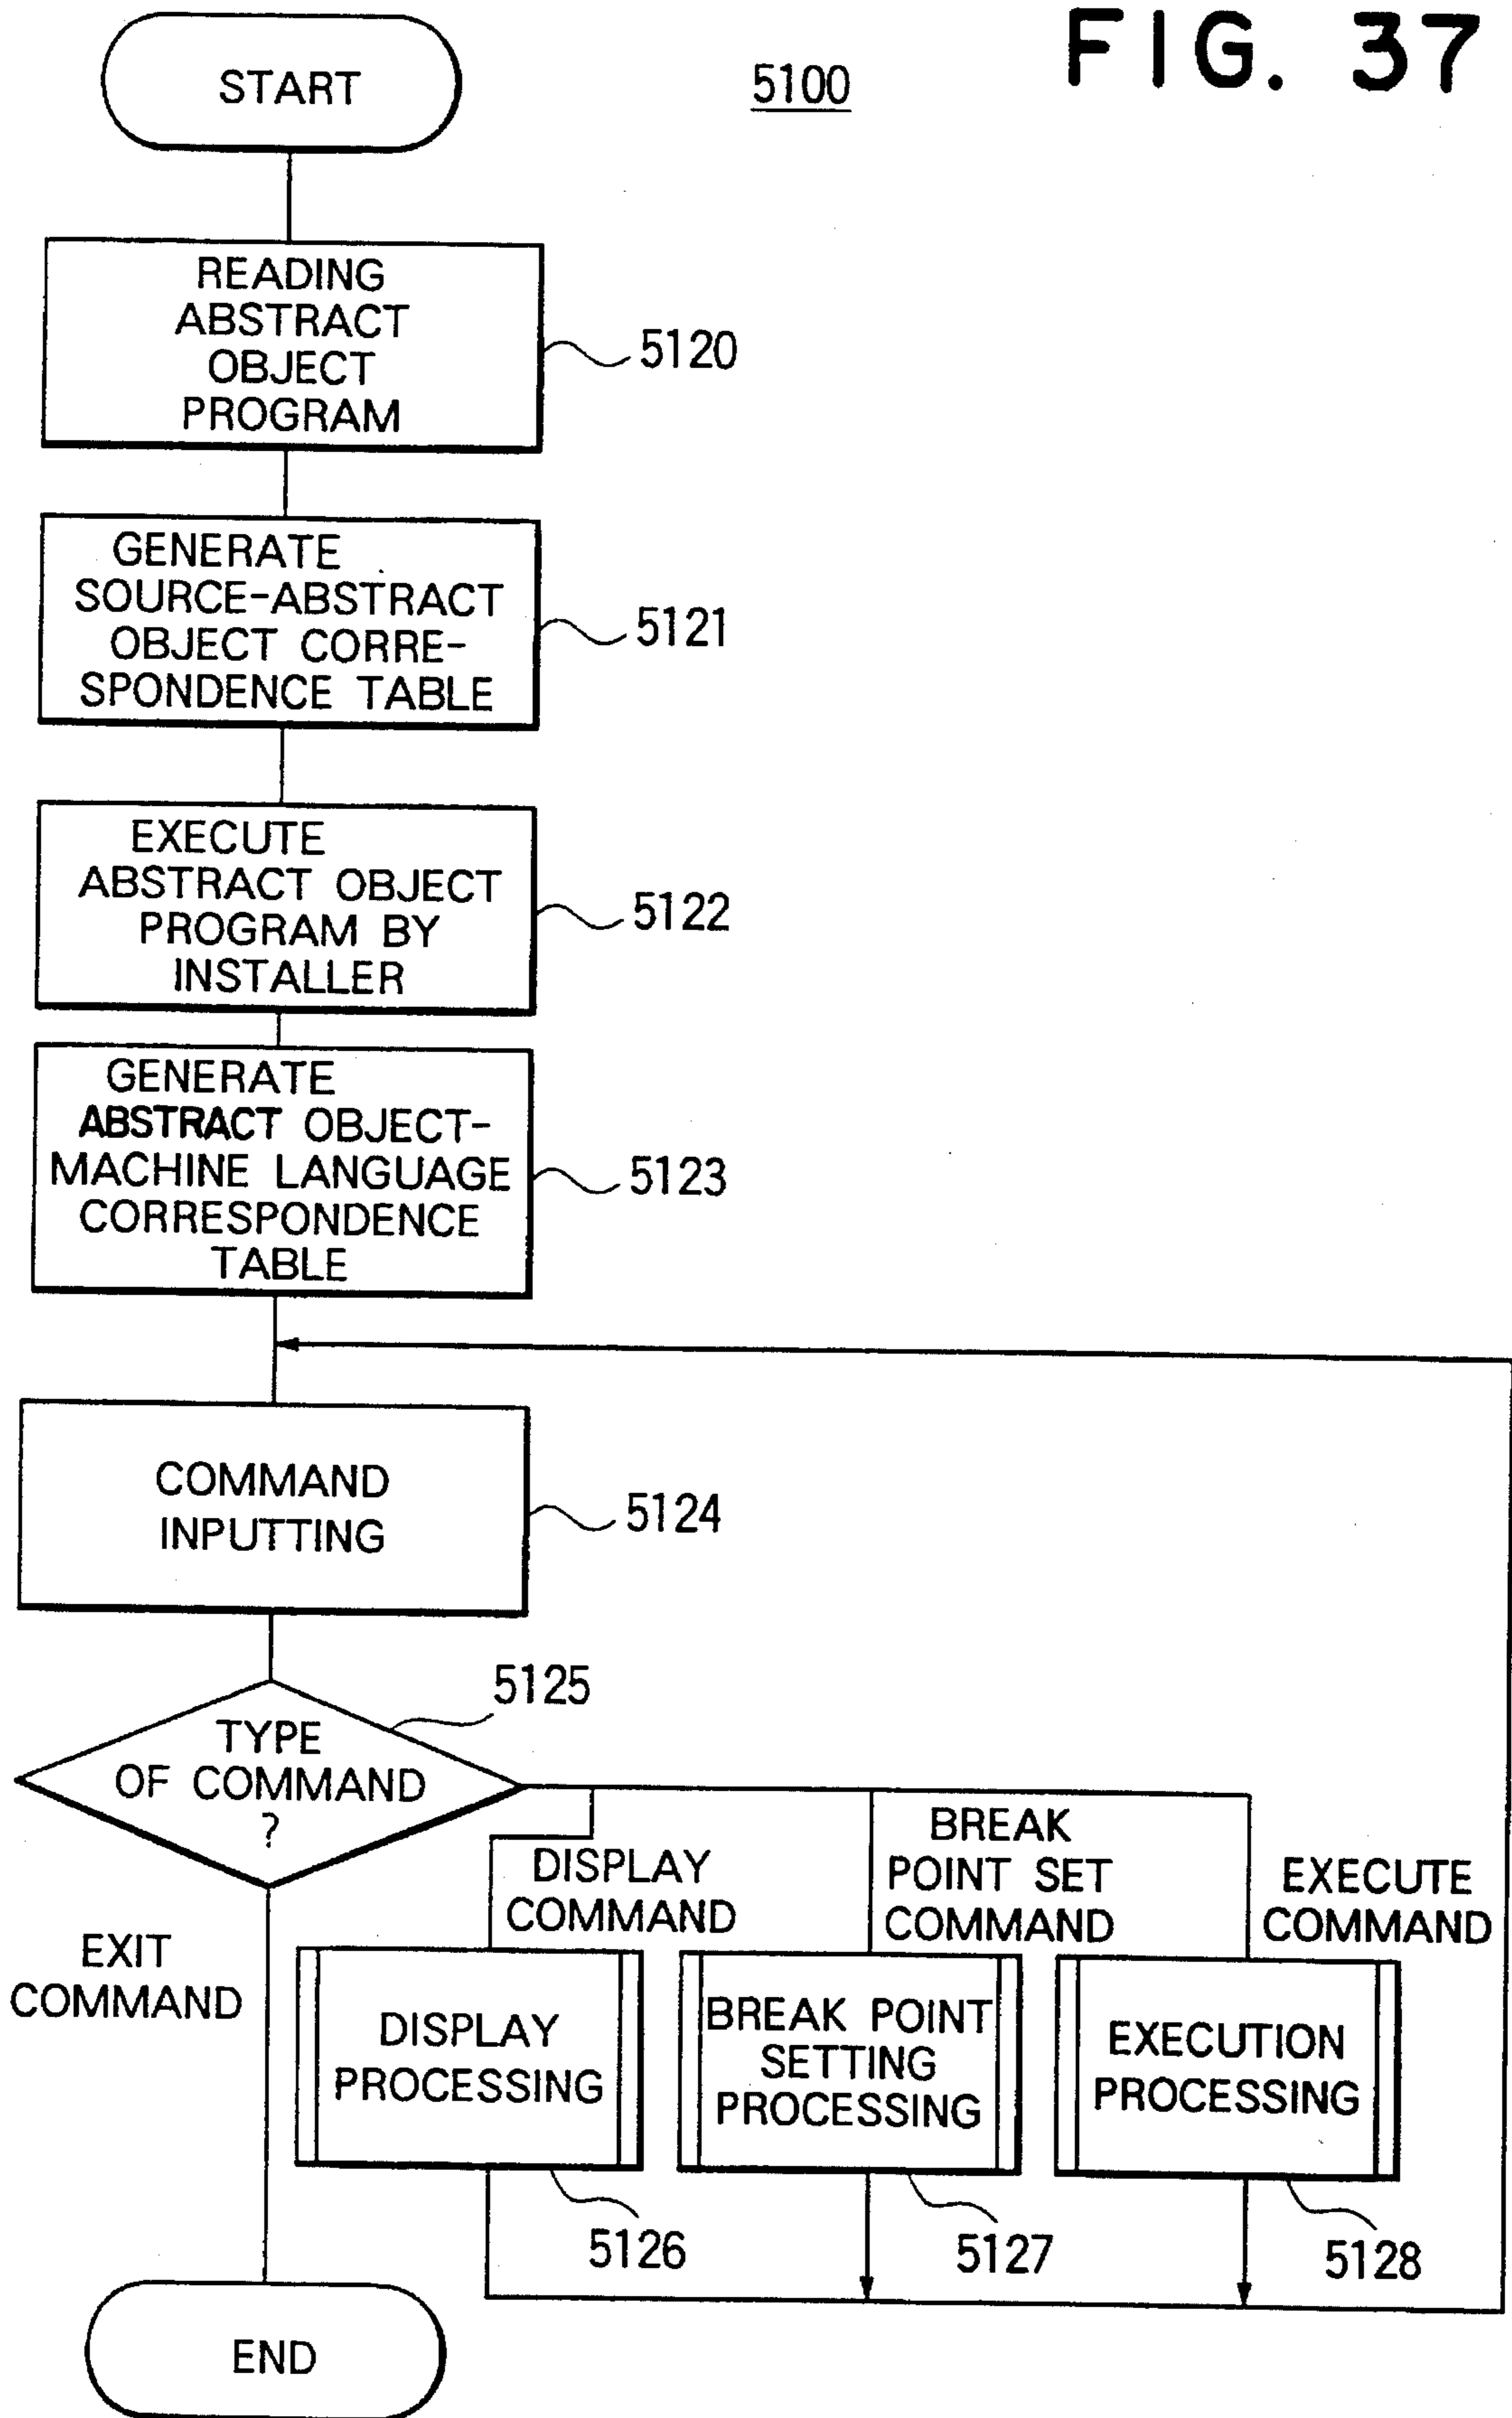 FIG. 37
5100
START
READING
ABSTRACT
OBJECT
PROGRAM
5120
GENERATE
SOURCE-ABSTRACT
OBJECT CORRE-
SPONDENCE TABLE
5121
EXECUTE
ABSTRACT OBJECT
PROGRAM BY
INSTALLER
5122
GENERATE
ABSTRACT OBJECT-
MACHINE LANGUAGE
CORRESPONDENCE
TABLE
5123
COMMAND
INPUTTING
5124
5125
TYPE
OF COMMAND
?
EXIT
COMMAND
DISPLAY
COMMAND
BREAK
POINT SET
COMMAND
EXECUTE
COMMAND
DISPLAY
PROCESSING
BREAK POINT
SETTING
PROCESSING
EXECUTION
PROCESSING
5126
5127
5128
END